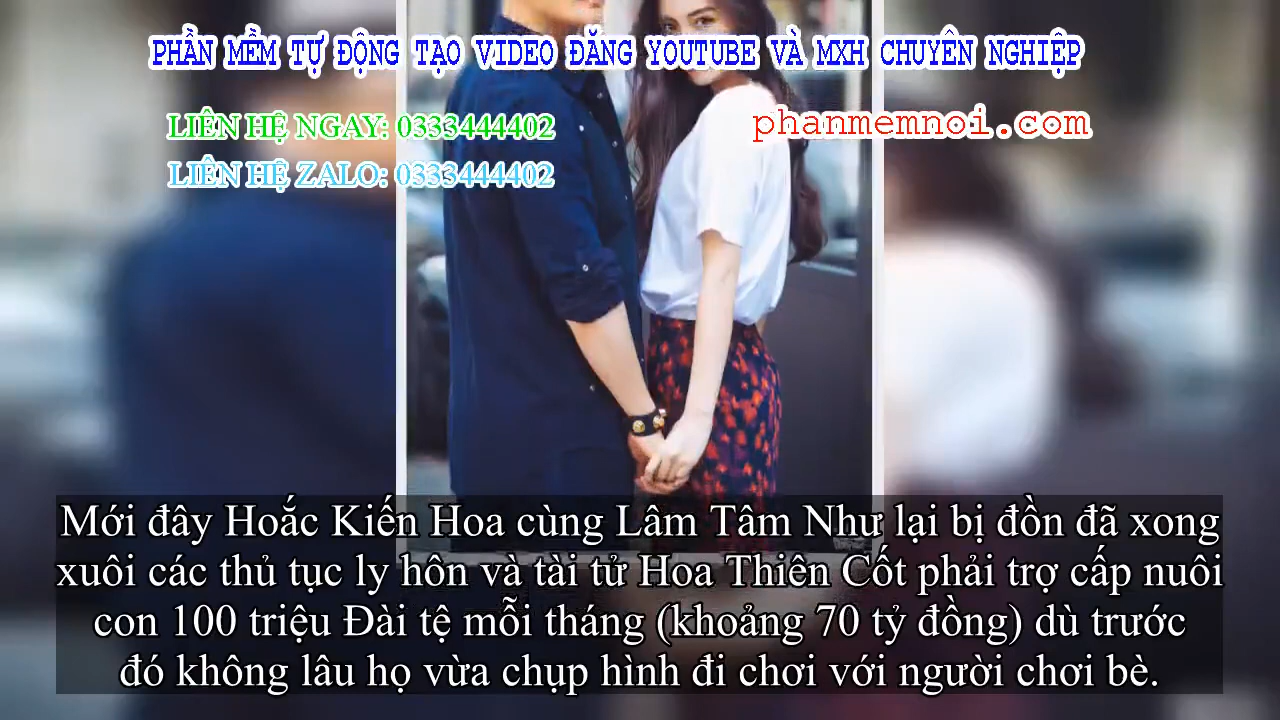 PHẦN MỀM TỰ ĐỘNG TẠO VIDEO ĐĂNG YOUTUBE VÀ MXH CHUYÊN NGHIỆP
LIÊN HỆ NGAY: 0333444402
phanmemnoi.com
LIÊN HỆ ZALO: 0333444402
Mới đây Hoắc Kiến Hoa cùng Lâm Tâm Như lại bị đồn đã xong
xuôi các thủ tục ly hôn và tài tử Hoa Thiên Cốt phải trợ cấp nuôi
con 100 triệu Đài tệ mỗi tháng (khoảng 70 tỷ đồng) dù trước
đó không lâu họ vừa chụp hình đi chơi với người chơi bè.